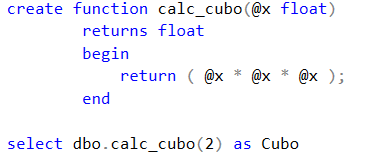 create function calc_cubo(@x float)
        returns float
        begin
            return ( @x * @x * @x );
        end

select dbo.calc_cubo(2) as Cubo